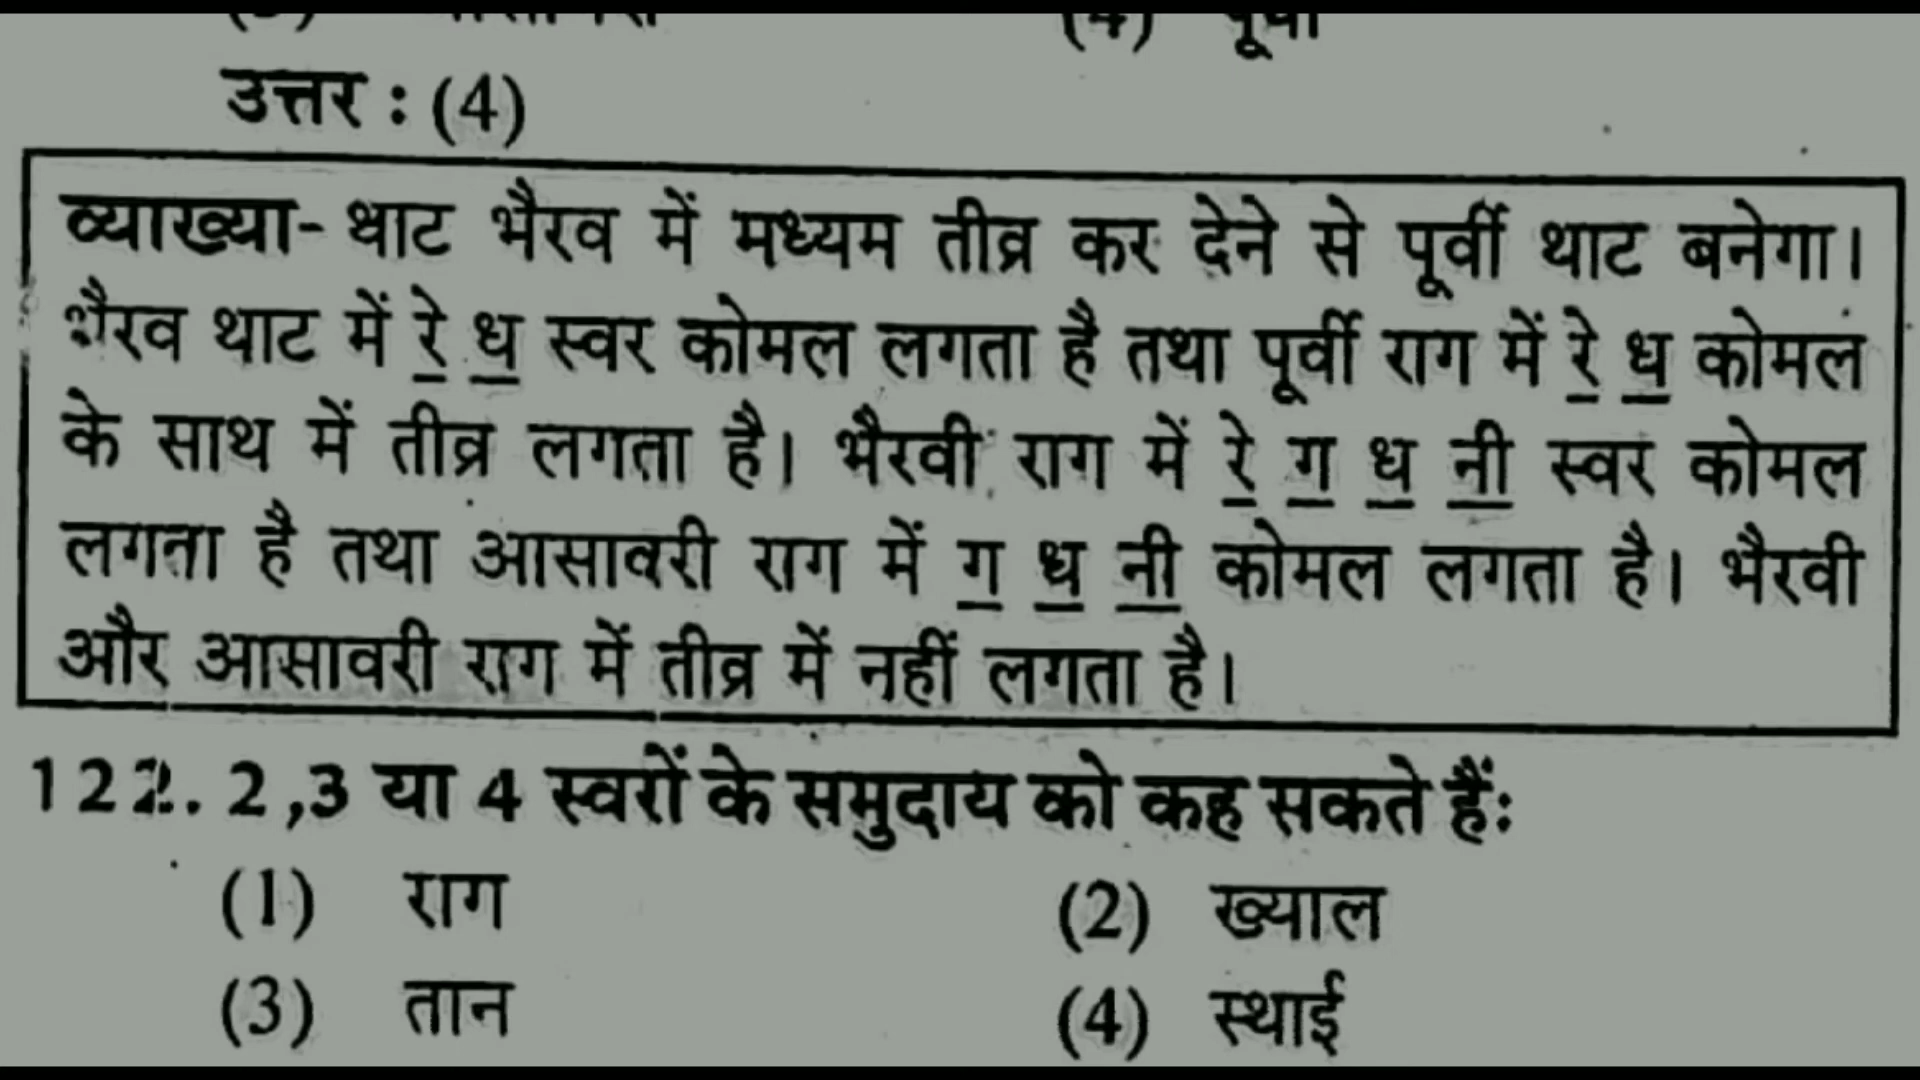 उत्तर : (4)
व्याख्या- थाट भैरव में मध्यम तीव्र कर देने से पूर्वी थाट बनेगा।
भैरव थाट में रे ध स्वर कोमल लगता है तथा पूर्वी राग में रे ध कोमल
के साथ में तीव्र लगता है। भैरवी राग में रे ग ध नी स्वर कोमल
लगता है तथा आसावरी राग में ग ध नी कोमल लगता है। भैरवी
और आसावरी राग में तीव्र में नहीं लगता है।
122. 2,3 या 4 स्वरों के समुदाय को कह सकते हैं:
(1) राग (2) ख्याल
(3) तान (4) स्थाई